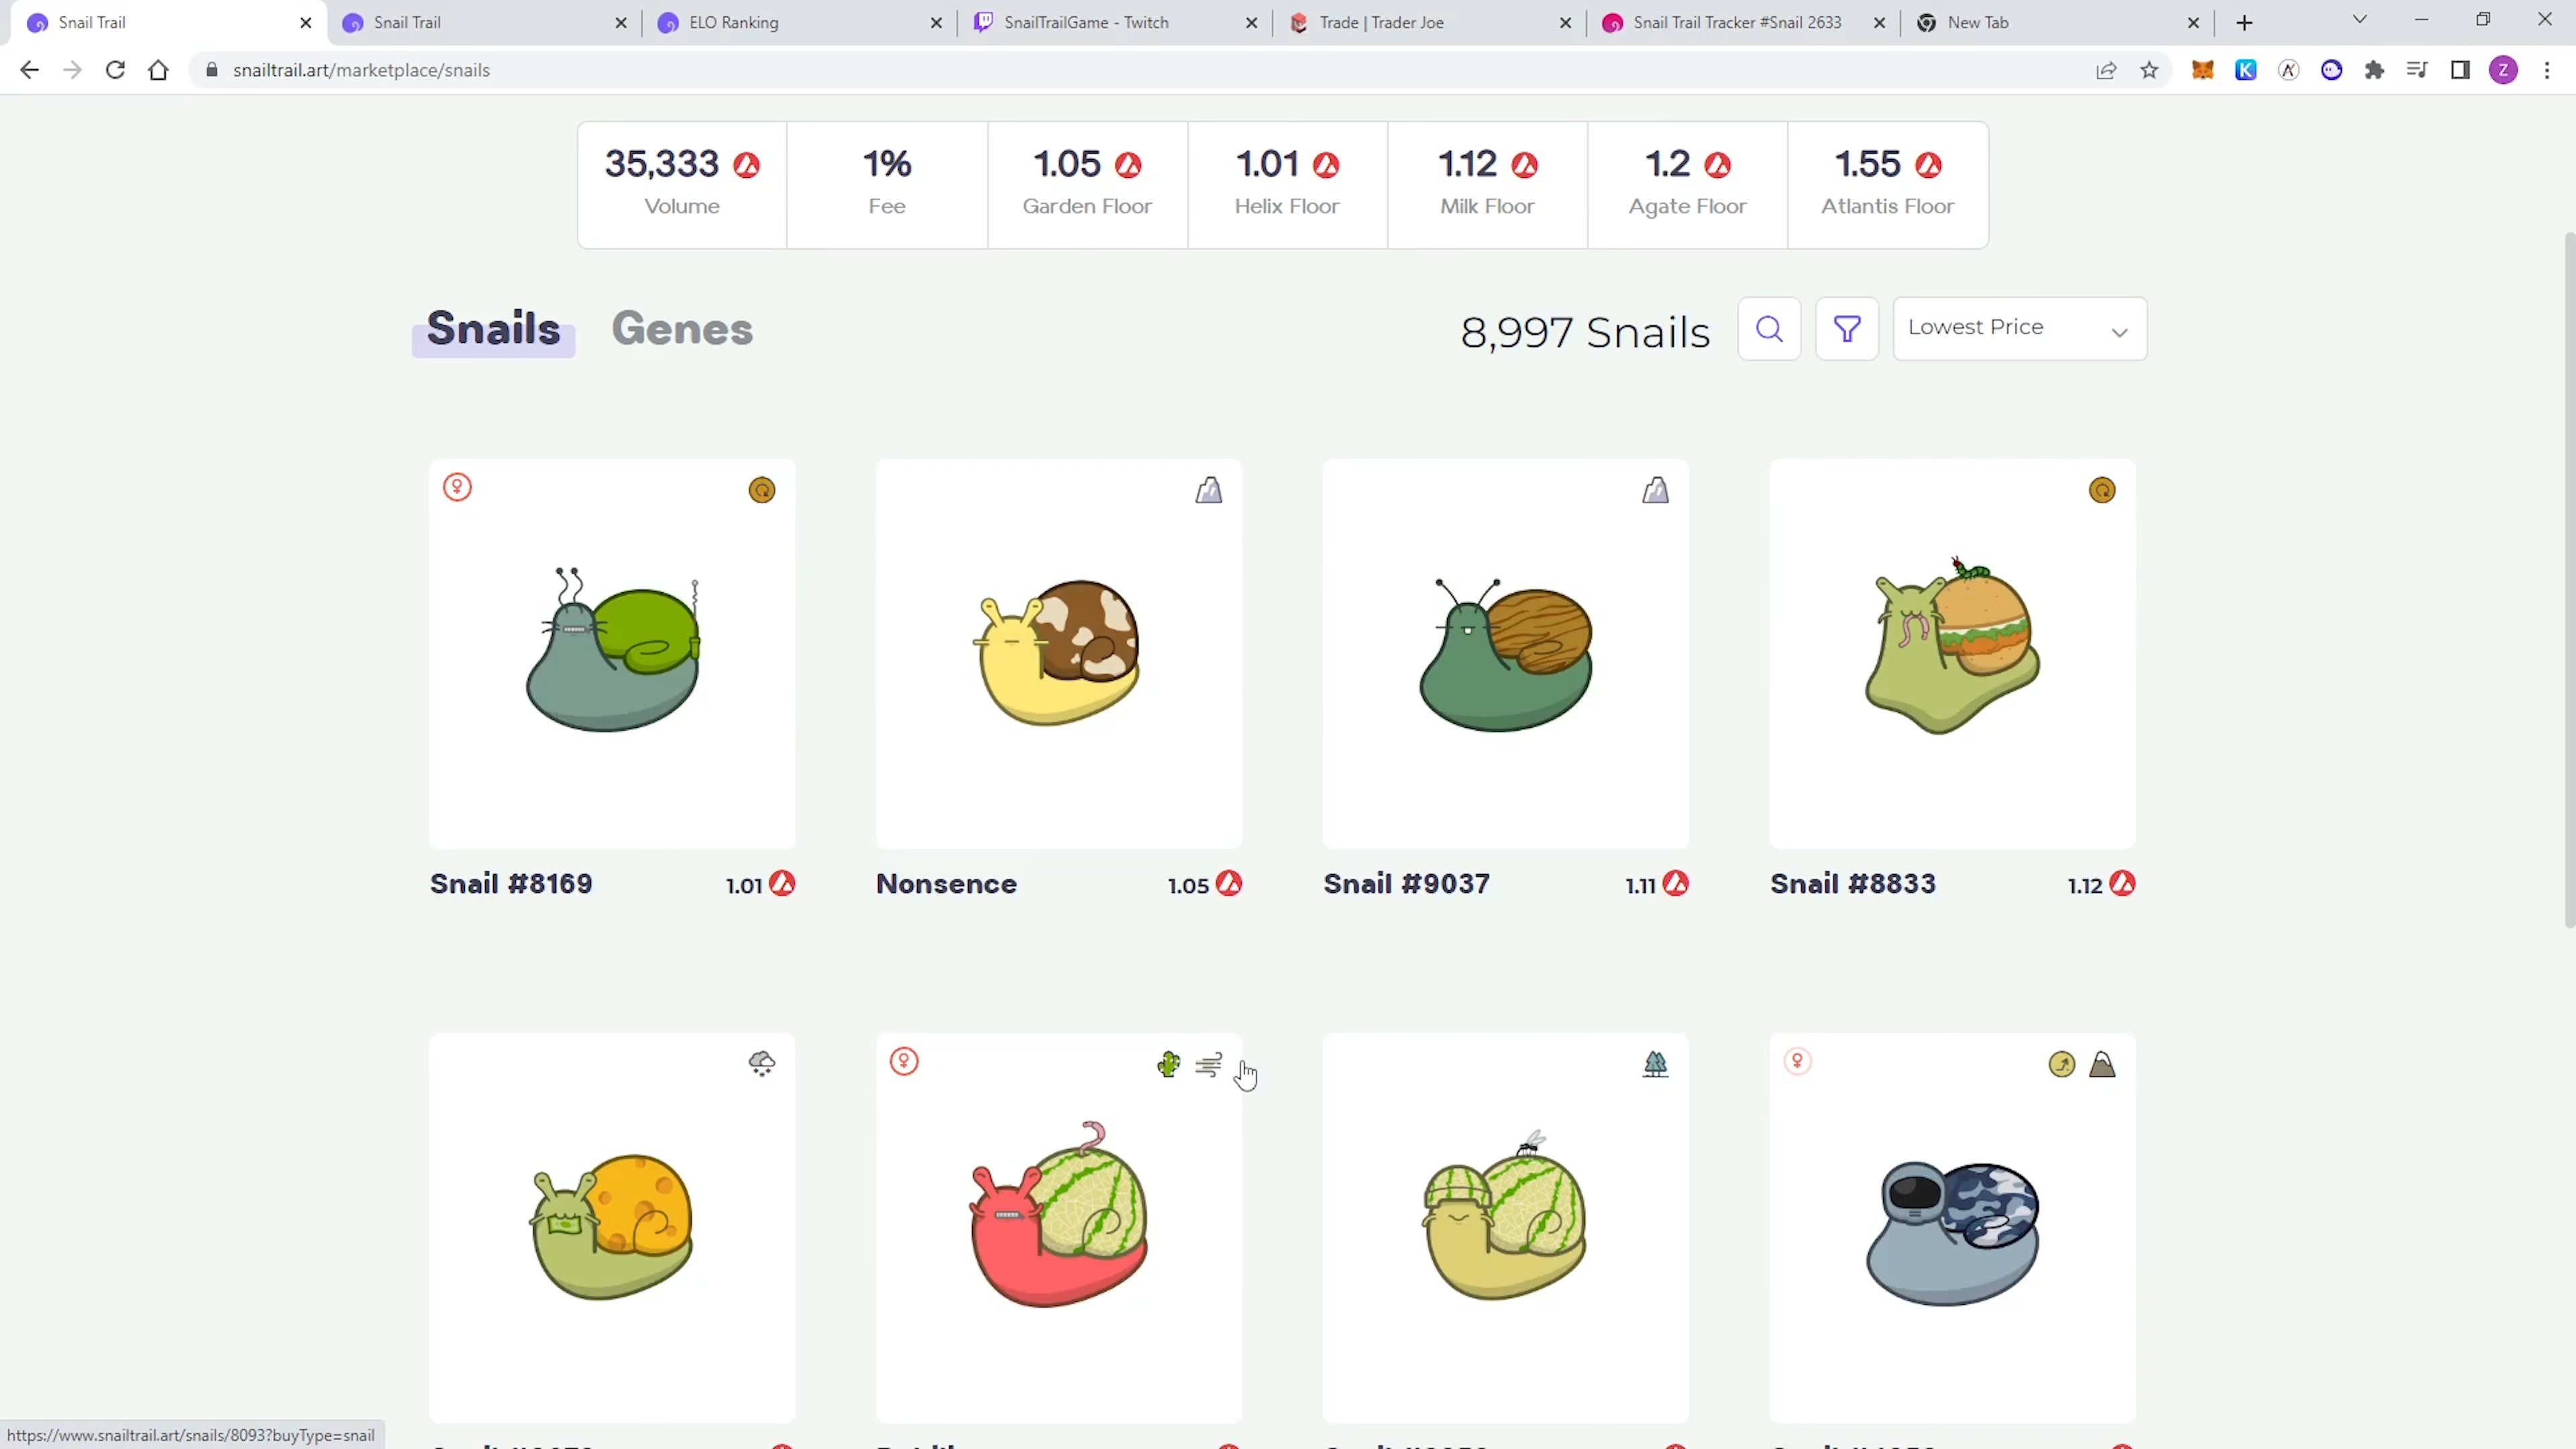 Snail Trail
Snail Trail
ELO Ranking
SnailTrailGame - Twitch
Trade | Trader Joe
Snail Trail Tracker #Snail 2633
New Tab
snailtrail.art/marketplace/snails
K
Z
35,333
Volume
1%
Fee
1.05
Garden Floor
1.01
Helix Floor
1.12
Milk Floor
1.2
Agate Floor
1.55
Atlantis Floor
Snails
Genes
8,997 Snails
Lowest Price
Snail #8169
1.01
Nonsence
1.05
Snail #9037
1.11
Snail #8833
1.12
https://www.snailtrail.art/snails/8093?buyType=snail